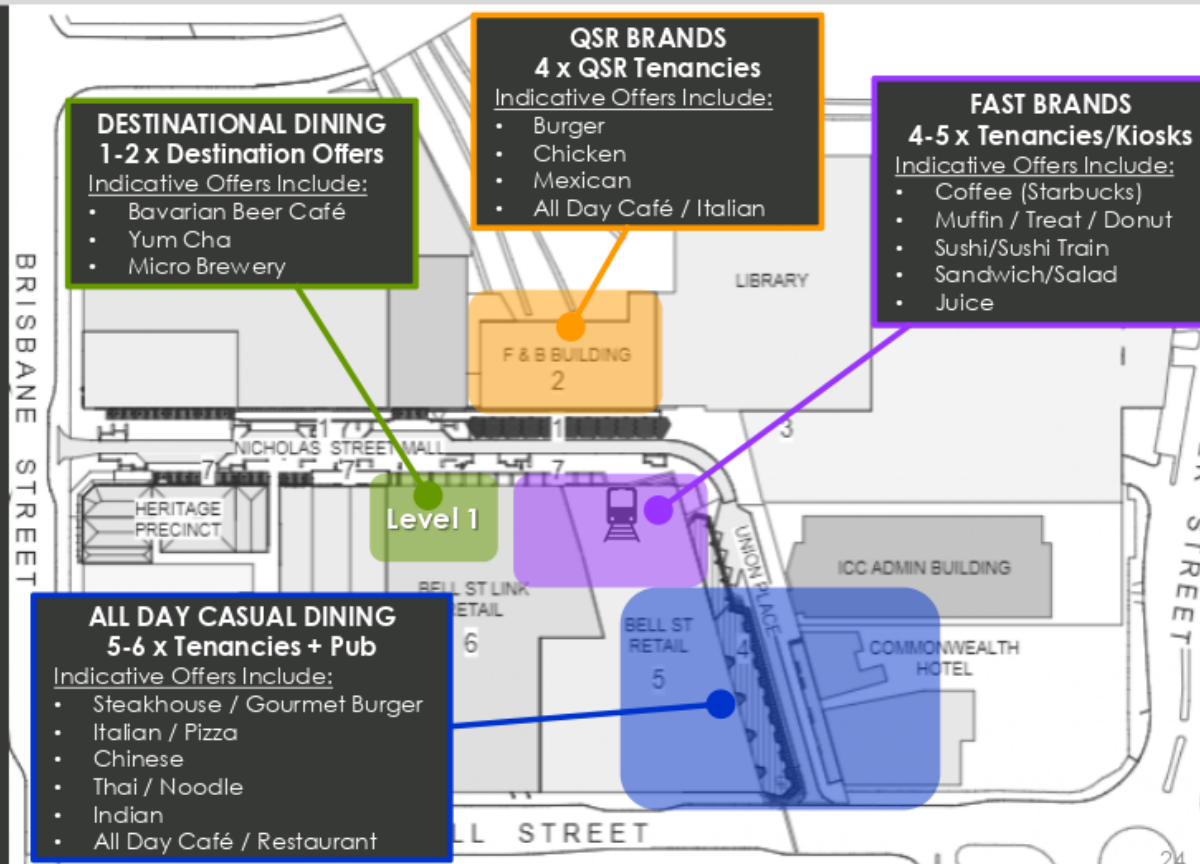 QSR BRANDS
4 x QSR Tenancies
Indicative Offers Include:
• Burger
• Chicken
• Mexican
• All Day Café / Italian
FAST BRANDS
4-5 x Tenancies/Kiosks
Indicative Offers Include:
• Coffee (Starbucks)
• Muffin / Treat / Donut
• Sushi/Sushi Train
• Sandwich/Salad
• Juice
DESTINATIONAL DINING
1-2 x Destination Offers
Indicative Offers Include:
• Bavarian Beer Café
• Yum Cha
• Micro Brewery
BRISBANE STREET
LIBRARY
F & B BUILDING
2
1
1
3
NICHOLAS STREET MALL
7
7
7
HERITAGE
PRECINCT
Level 1
UNION PLACE
ICC ADMIN BUILDING
BELL ST LINK
RETAIL
6
BELL ST
RETAIL
5
4
COMMONWEALTH
HOTEL
STREET
ALL DAY CASUAL DINING
5-6 x Tenancies + Pub
Indicative Offers Include:
• Steakhouse / Gourmet Burger
• Italian / Pizza
• Chinese
• Thai / Noodle
• Indian
• All Day Café / Restaurant
LL STREET
24